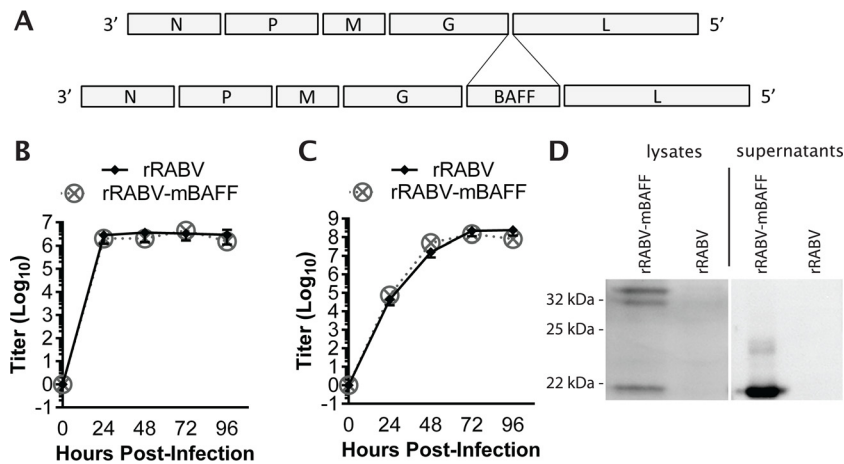 A
3’ N P M G L 5’
3’ N P M G BAFF L 5’
B
rRABV
rRABV-mBAFF
Titer (Log10)
7
6
5
4
3
2
1
0
-1
0 24 48 72 96
Hours Post-Infection
C
rRABV
rRABV-mBAFF
Titer (Log10)
9
8
7
6
5
4
3
2
1
0
-1
0 24 48 72 96
Hours Post-Infection
D
lysates supernatants
rRABV-mBAFF
rRABV
rRABV-mBAFF
rRABV
32 kDa -
25 kDa -
22 kDa -